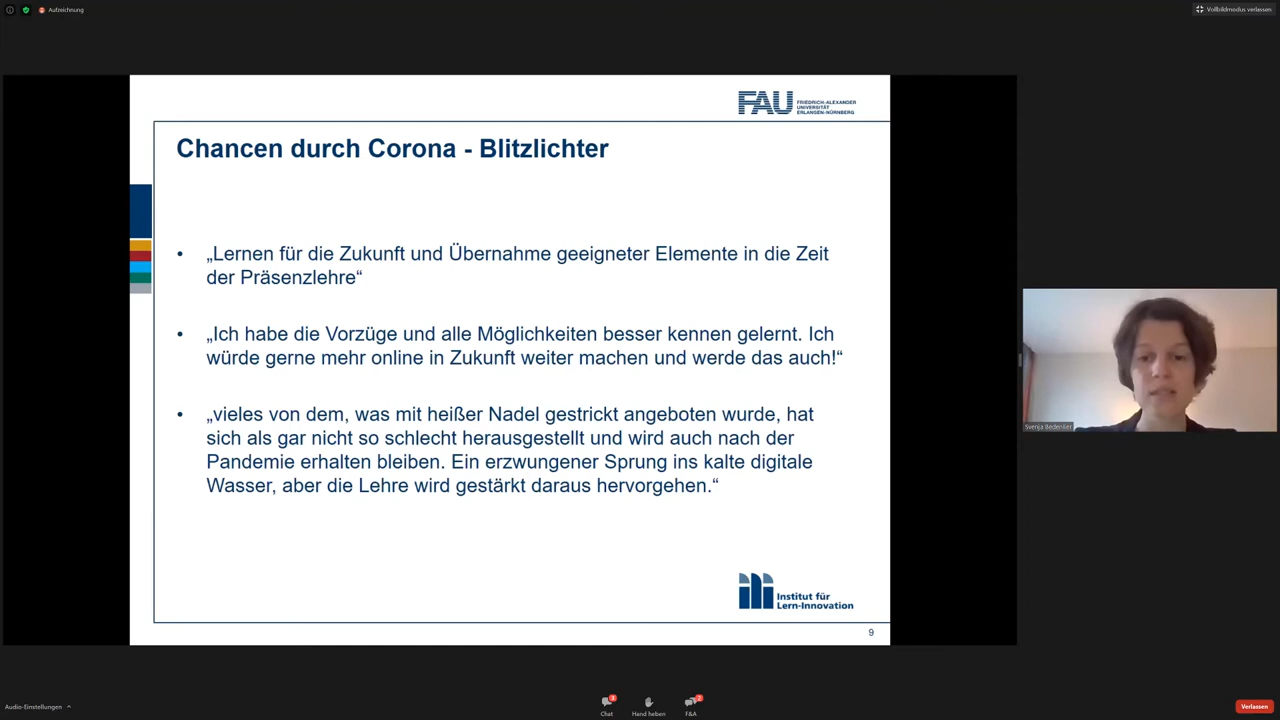 Aufzeichnung
Vollbildmodus verlassen
FAU
FRIEDRICH-ALEXANDER
UNIVERSITÄT
ERLANGEN-NÜRNBERG
Chancen durch Corona - Blitzlichter
• „Lernen für die Zukunft und Übernahme geeigneter Elemente in die Zeit
der Präsenzlehre“
• „Ich habe die Vorzüge und alle Möglichkeiten besser kennen gelernt. Ich
würde gerne mehr online in Zukunft weiter machen und werde das auch!“
• „vieles von dem, was mit heißer Nadel gestrickt angeboten wurde, hat
sich als gar nicht so schlecht herausgestellt und wird auch nach der
Pandemie erhalten bleiben. Ein erzwungener Sprung ins kalte digitale
Wasser, aber die Lehre wird gestärkt daraus hervorgehen.“
Svenja Bedenlier
Institut für
Lern-Innovation
9
Audio-Einstellungen
Chat
Hand heben
F&A
Verlassen